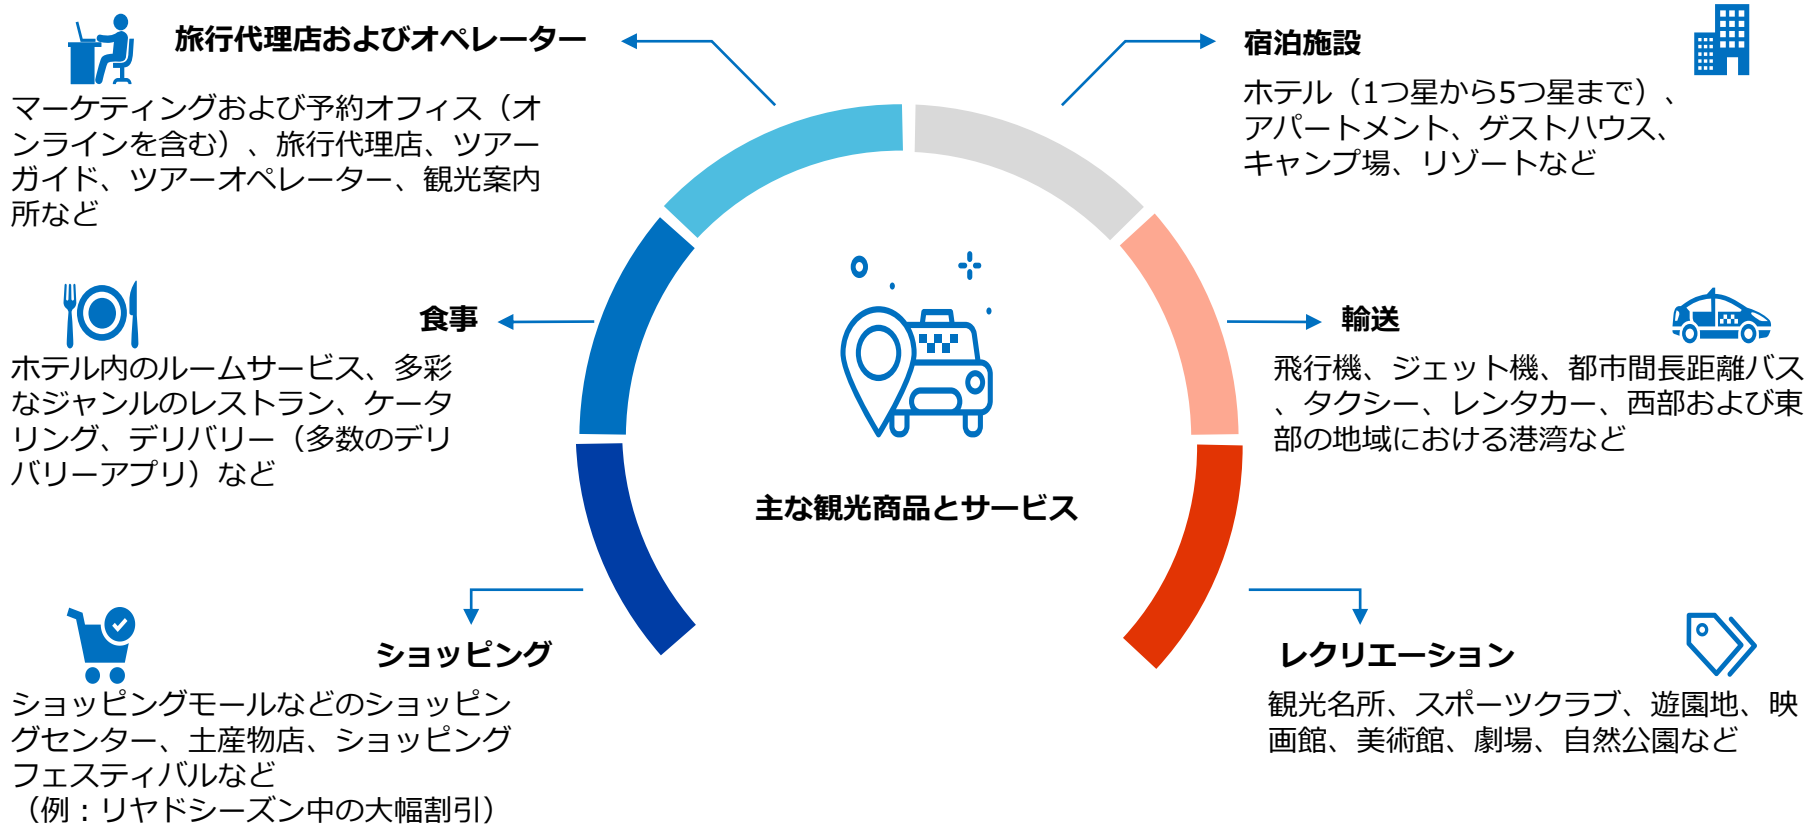 旅行代理店およびオペレーター
マーケティングおよび予約オフィス（オ
ンラインを含む）、旅行代理店、ツアー
ガイド、ツアーオペレーター、観光案内
所など
食事
ホテル内のルームサービス、多彩
なジャンルのレストラン、ケータ
リング、デリバリー（多数のデリ
バリーアプリ）など
ショッピング
ショッピングモールなどのショッピン
グセンター、土産物店、ショッピング
フェスティバルなど
（例：リヤドシーズン中の大幅割引）
主な観光商品とサービス
宿泊施設
ホテル（1つ星から5つ星まで）、
アパートメント、ゲストハウス、
キャンプ場、リゾートなど
輸送
飛行機、ジェット機、都市間長距離バス
、タクシー、レンタカー、西部および東
部の地域における港湾など
レクリエーション
観光名所、スポーツクラブ、遊園地、映
画館、美術館、劇場、自然公園など